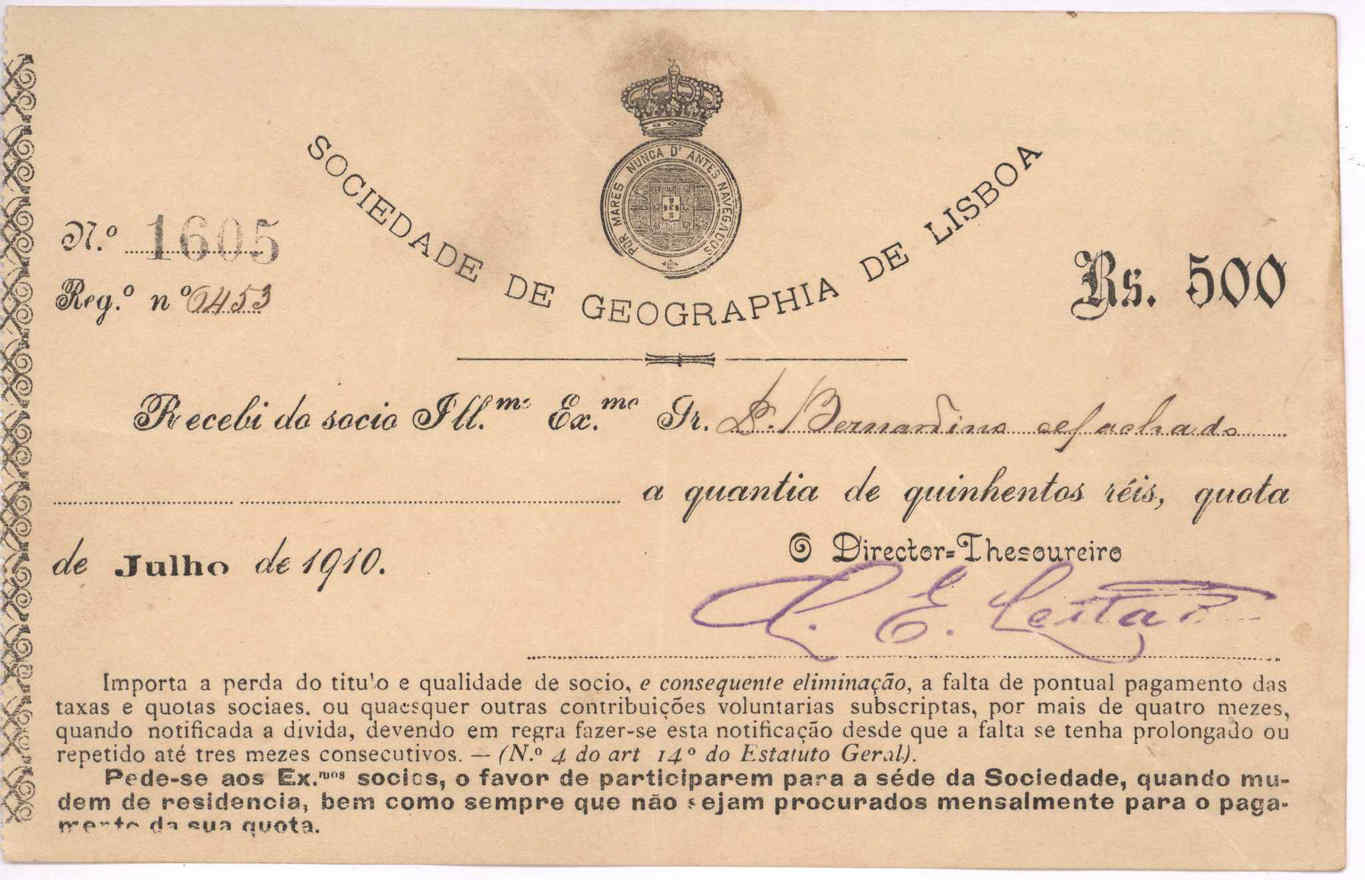 POR MARES NUNCA D'ANTES NAVEGADOS
SOCIEDADE DE GEOGRAPHIA DE LISBOA
N.º 1605
Reg.º nº 6453
Rs. 500
Recebi do socio Ill.mo Ex.mo Sr. D. Bernardino Machado
a quantia de quinhentos réis, quota
de Julho de 1910.
O Director-Thesoureiro
E.
Importa a perda do titulo e qualidade de socio, e consequente eliminação, a falta de pontual pagamento das
taxas e quotas sociaes, ou quaesquer outras contribuições voluntarias subscriptas, por mais de quatro mezes,
quando notificada a divida, devendo em regra fazer-se esta notificação desde que a falta se tenha prolongado ou
repetido até tres mezes consecutivos. — (N.º 4 do art 14º do Estatuto Geral).
Pede-se aos Ex.mos socios, o favor de participarem para a séde da Sociedade, quando mu-
dem de residencia, bem como sempre que não sejam procurados mensalmente para o paga-
mento da sua quota.